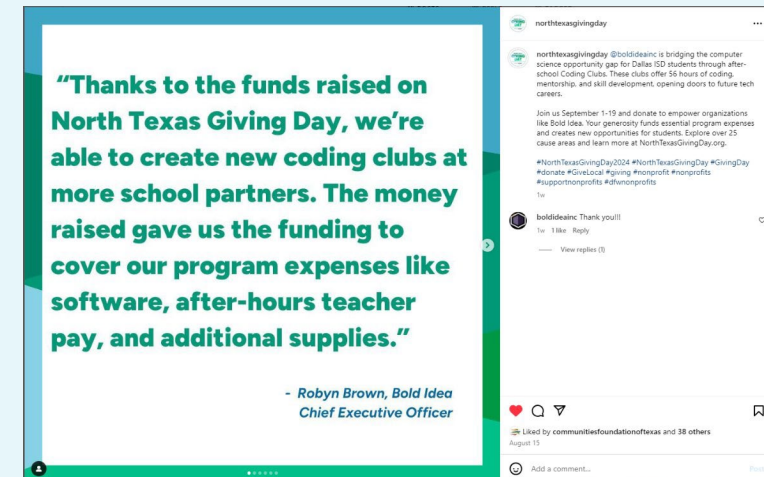 “Thanks to the funds raised on
North Texas Giving Day, we’re
able to create new coding clubs at
more school partners. The money
raised gave us the funding to
cover our program expenses like
software, after-hours teacher
pay, and additional supplies.”
- Robyn Brown, Bold Idea
Chief Executive Officer
northtexasgivingday
northtexasgivingday @boldideainc is bridging the computer
science opportunity gap for Dallas ISD students through after-
school Coding Clubs. These clubs offer 56 hours of coding,
mentorship, and skill development, opening doors to future tech
careers.
Join us September 1-19 and donate to empower organizations
like Bold Idea. Your generosity funds essential program expenses
and creates new opportunities for students. Explore over 25
cause areas and learn more at NorthTexasGivingDay.org.
#NorthTexasGivingDay2024 #NorthTexasGivingDay #GivingDay
#donate #GiveLocal #giving #nonprofit #nonprofits
#supportnonprofits #dfwnonprofits
1w
boldideainc Thank you!!!
1w 1 like Reply
View replies (1)
Liked by communitiesfoundationoftexas and 38 others
August 15
Add a comment...
Post